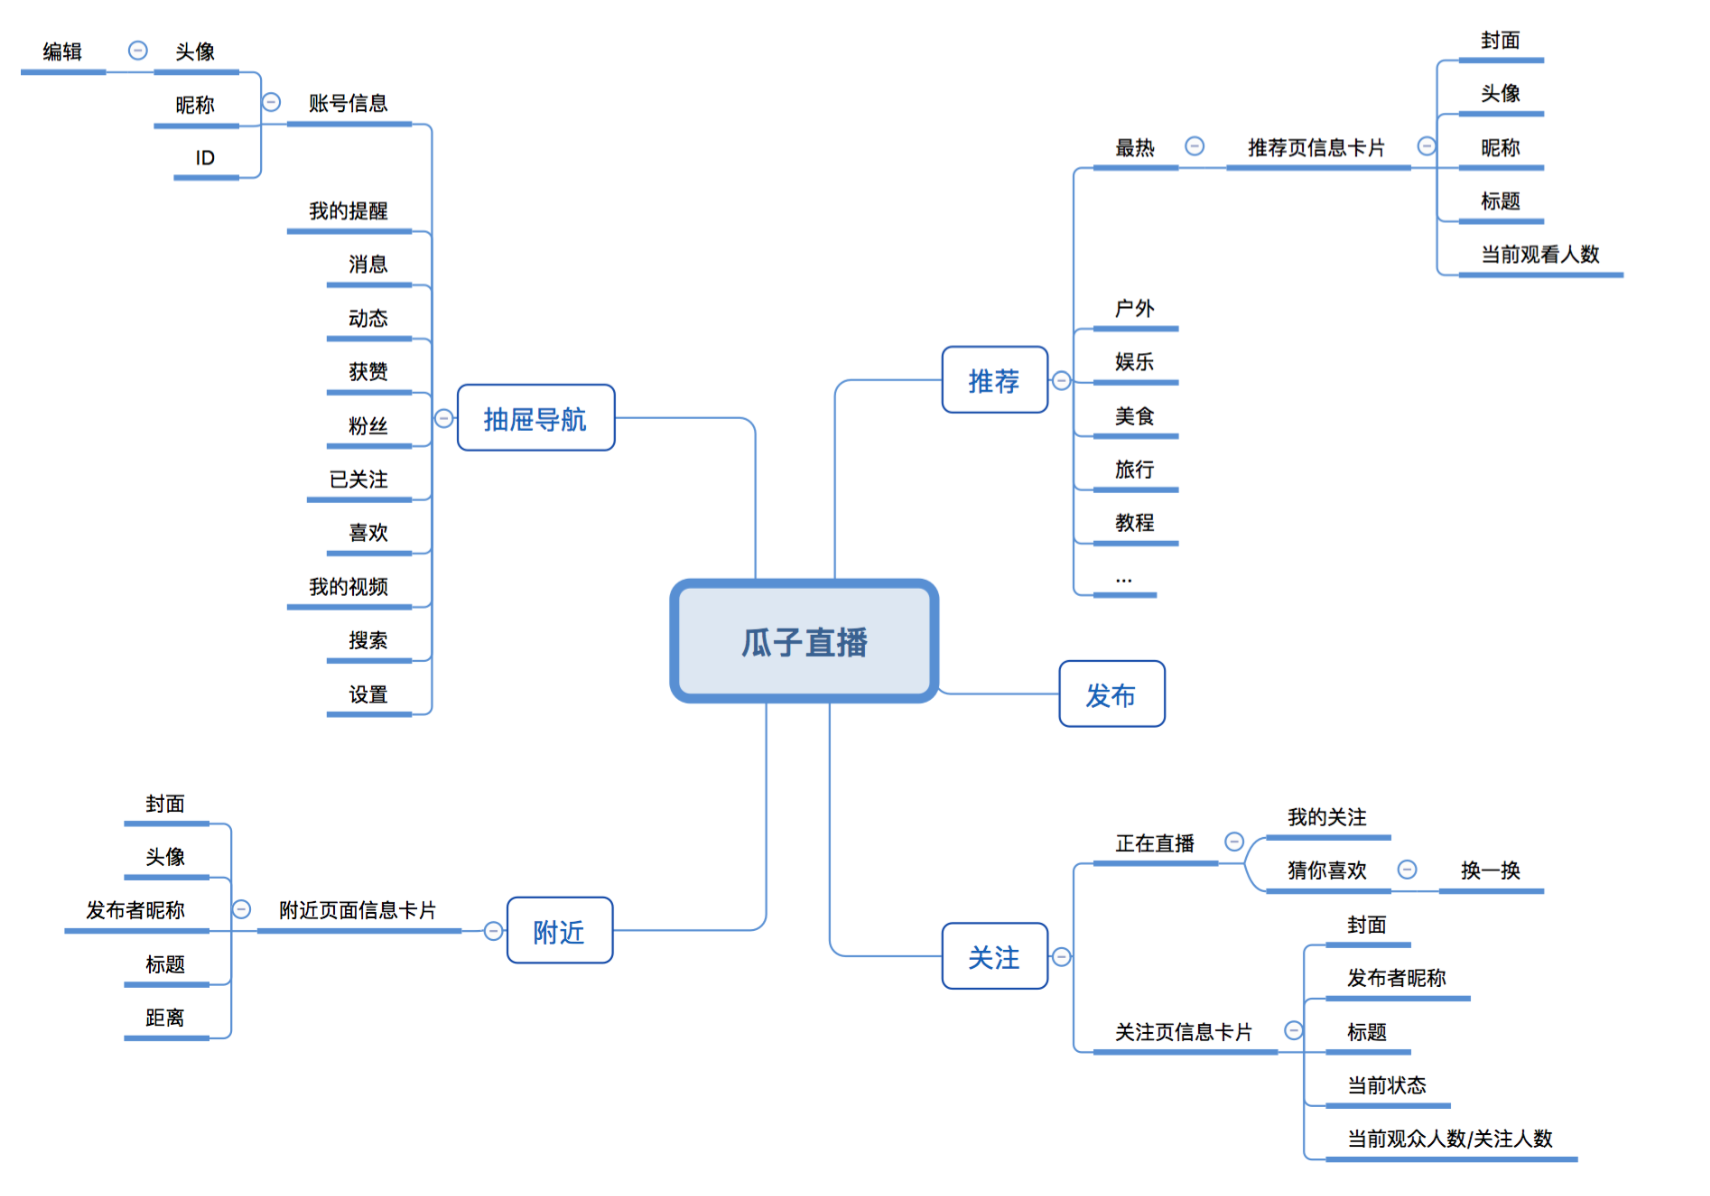 瓜子直播
抽屉导航
账号信息
头像
编辑
昵称
ID
我的提醒
消息
动态
获赞
粉丝
已关注
喜欢
我的视频
搜索
设置
附近
附近页面信息卡片
封面
头像
发布者昵称
标题
距离
推荐
最热
推荐页信息卡片
封面
头像
昵称
标题
当前观看人数
户外
娱乐
美食
旅行
教程
...
发布
关注
正在直播
我的关注
猜你喜欢
换一换
关注页信息卡片
封面
发布者昵称
标题
当前状态
当前观众人数/关注人数